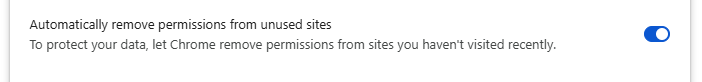 Automatically remove permissions from unused sites
To protect your data, let Chrome remove permissions from sites you haven't visited recently.